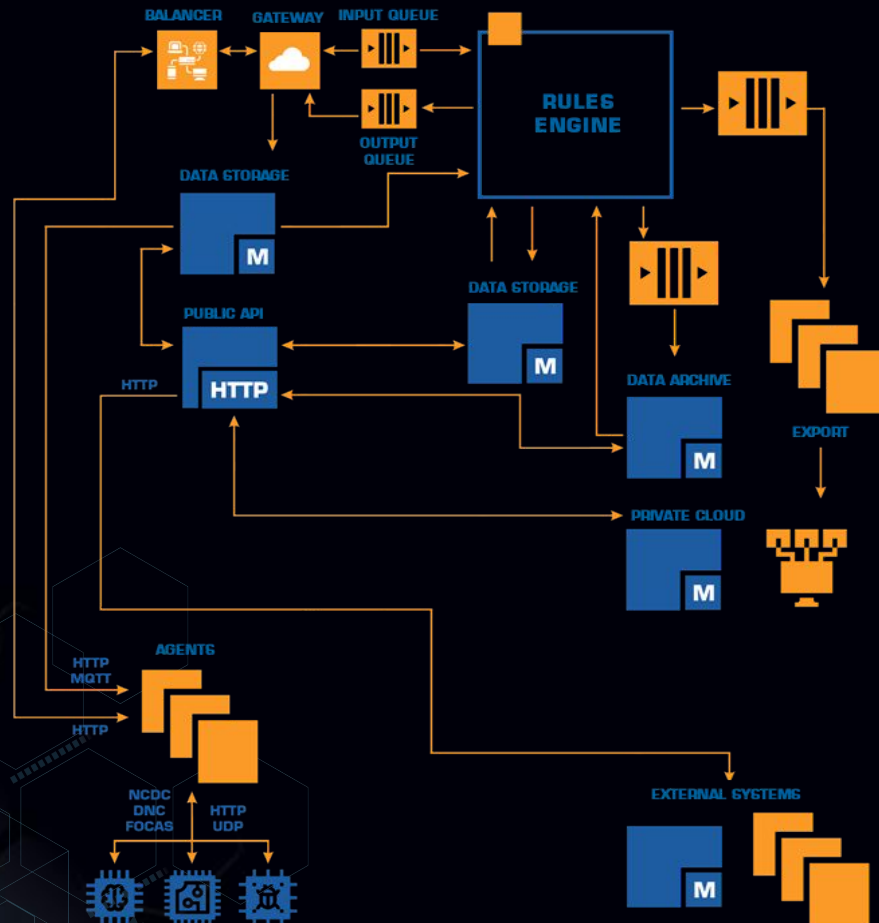 BALANCER
GATEWAY
INPUT QUEUE
RULES
ENGINE
OUTPUT
QUEUE
DATA STORAGE
M
DATA STORAGE
M
PUBLIC API
HTTP
HTTP
DATA ARCHIVE
M
EXPORT
PRIVATE CLOUD
M
AGENTS
HTTP
MQTT
HTTP
NCDC
DNC
FOCAS
HTTP
UDP
EXTERNAL SYSTEMS
M